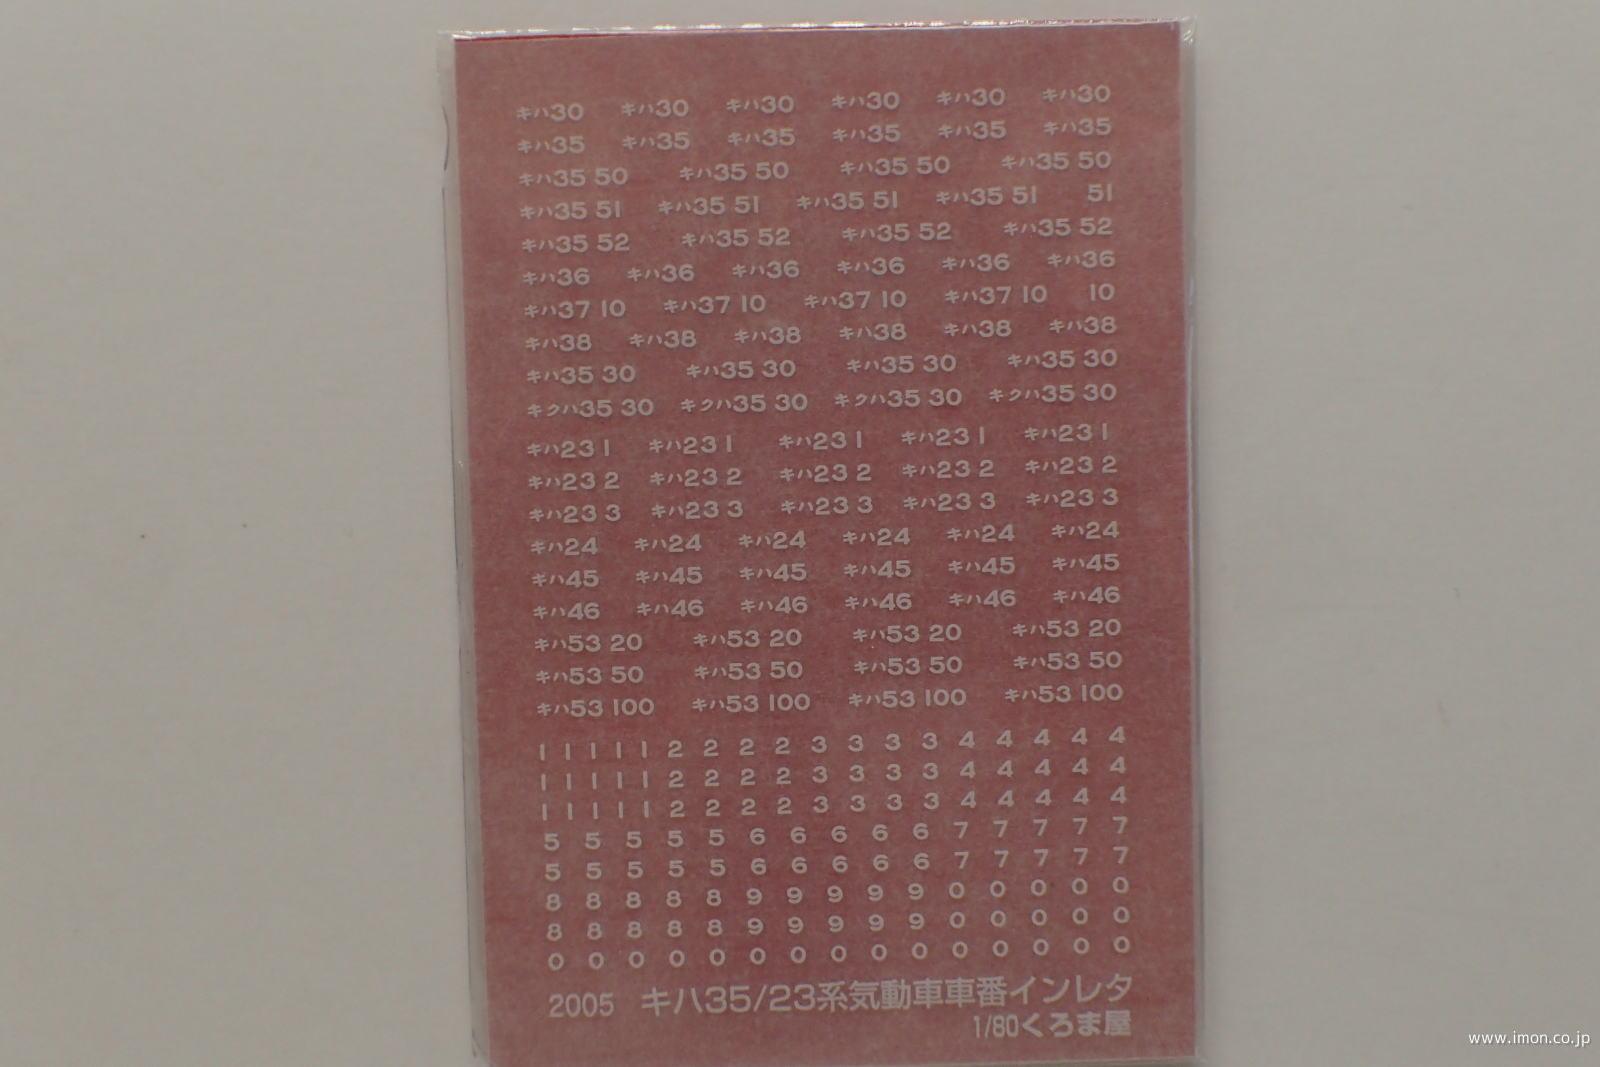 キハ30 キハ30 キハ30 キハ30 キハ30 キハ30
キハ35 キハ35 キハ35 キハ35 キハ35 キハ35
キハ35 50 キハ35 50 キハ35 50 キハ35 50
キハ35 51 キハ35 51 キハ35 51 キハ35 51 51
キハ35 52 キハ35 52 キハ35 52 キハ35 52
キハ36 キハ36 キハ36 キハ36 キハ36 キハ36
キハ37 10 キハ37 10 キハ37 10 キハ37 10 10
キハ38 キハ38 キハ38 キハ38 キハ38 キハ38
キハ35 30 キハ35 30 キハ35 30 キハ35 30
キクハ35 30 キクハ35 30 キクハ35 30 キクハ35 30
キハ23 1 キハ23 1 キハ23 1 キハ23 1 キハ23 1
キハ23 2 キハ23 2 キハ23 2 キハ23 2 キハ23 2
キハ23 3 キハ23 3 キハ23 3 キハ23 3 キハ23 3
キハ24 キハ24 キハ24 キハ24 キハ24 キハ24
キハ45 キハ45 キハ45 キハ45 キハ45 キハ45
キハ46 キハ46 キハ46 キハ46 キハ46 キハ46
キハ53 20 キハ53 20 キハ53 20 キハ53 20
キハ53 50 キハ53 50 キハ53 50 キハ53 50
キハ53 100 キハ53 100 キハ53 100 キハ53 100
1 1 1 1 1 2 2 2 2 3 3 3 3 4 4 4 4 4
1 1 1 1 1 2 2 2 2 3 3 3 3 4 4 4 4 4
1 1 1 1 1 2 2 2 2 3 3 3 3 4 4 4 4 4
5 5 5 5 5 6 6 6 6 6 7 7 7 7 7
5 5 5 5 5 6 6 6 6 6 7 7 7 7 7
8 8 8 8 8 9 9 9 9 9 0 0 0 0 0
8 8 8 8 8 9 9 9 9 9 0 0 0 0 0
0 0 0 0 0 0 0 0 0 0 0 0 0 0 0
2005 キハ35/23系気動車車番インレタ
1/80くろま屋
www.imon.co.jp